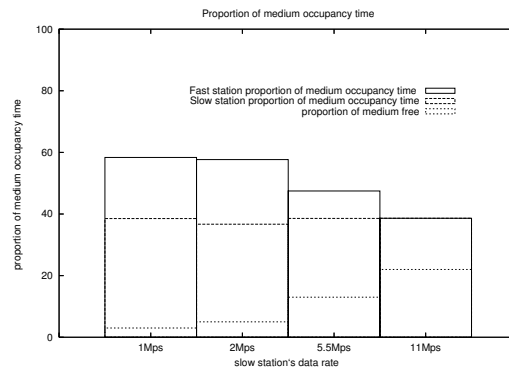 Proportion of medium occupancy time
100
80
60
40
20
0
proportion of medium occupancy time
Fast station proportion of medium occupancy time
Slow station proportion of medium occupancy time
proportion of medium free
1Mps
2Mps
5.5Mps
11Mps
slow station's data rate